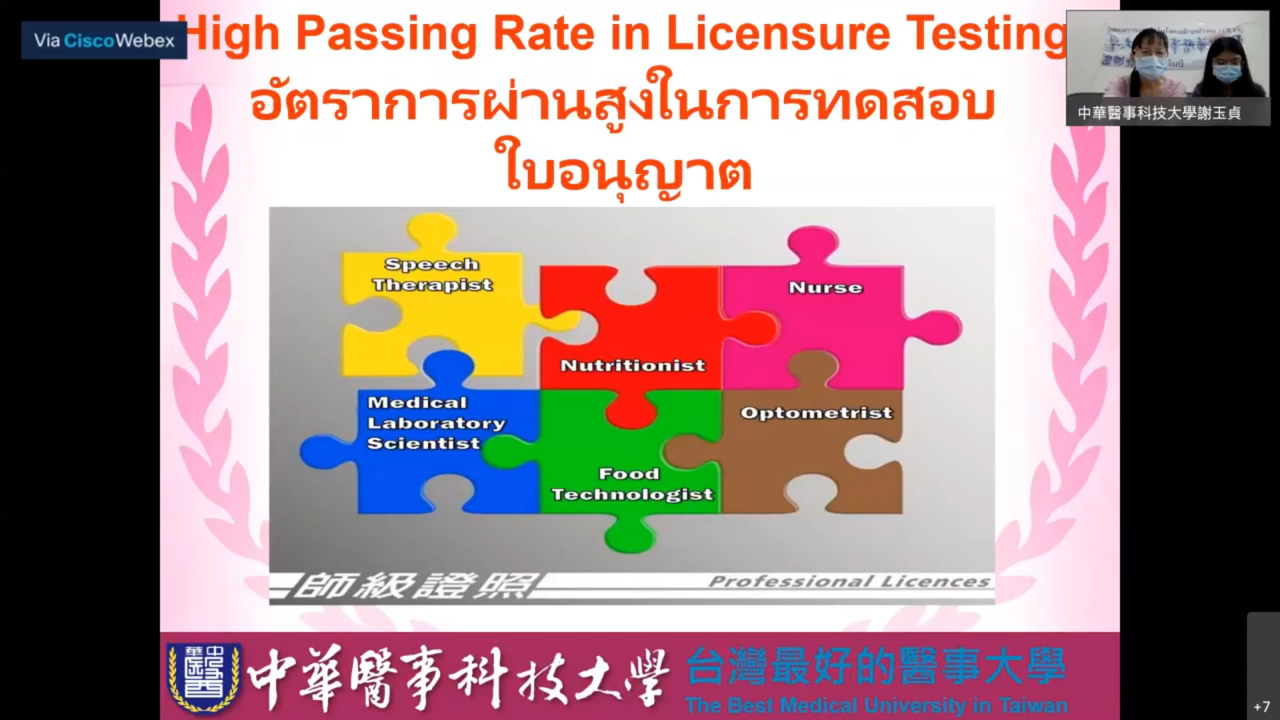 Via Cisco Webex
High Passing Rate in Licensure Testing
อัตราการผ่านสูงในการทดสอบ
ใบอนุญาต
中華醫事科技大學謝玉貞
Speech
Therapist
Nutritionist
Nurse
Medical
Laboratory
Scientist
Food
Technologist
Optometrist
師級證照
Professional Licences
中華醫事科技大學
台灣最好的醫事大學
The Best Medical University in Taiwan
+7